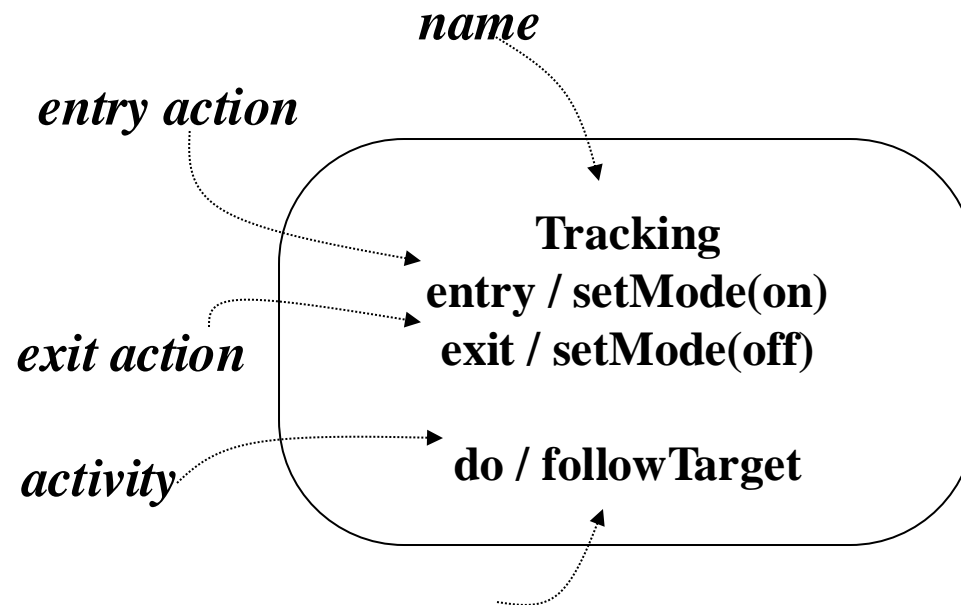 name
entry action
Tracking
entry / setMode(on)
exit / setMode(off)
exit action
do / followTarget
activity